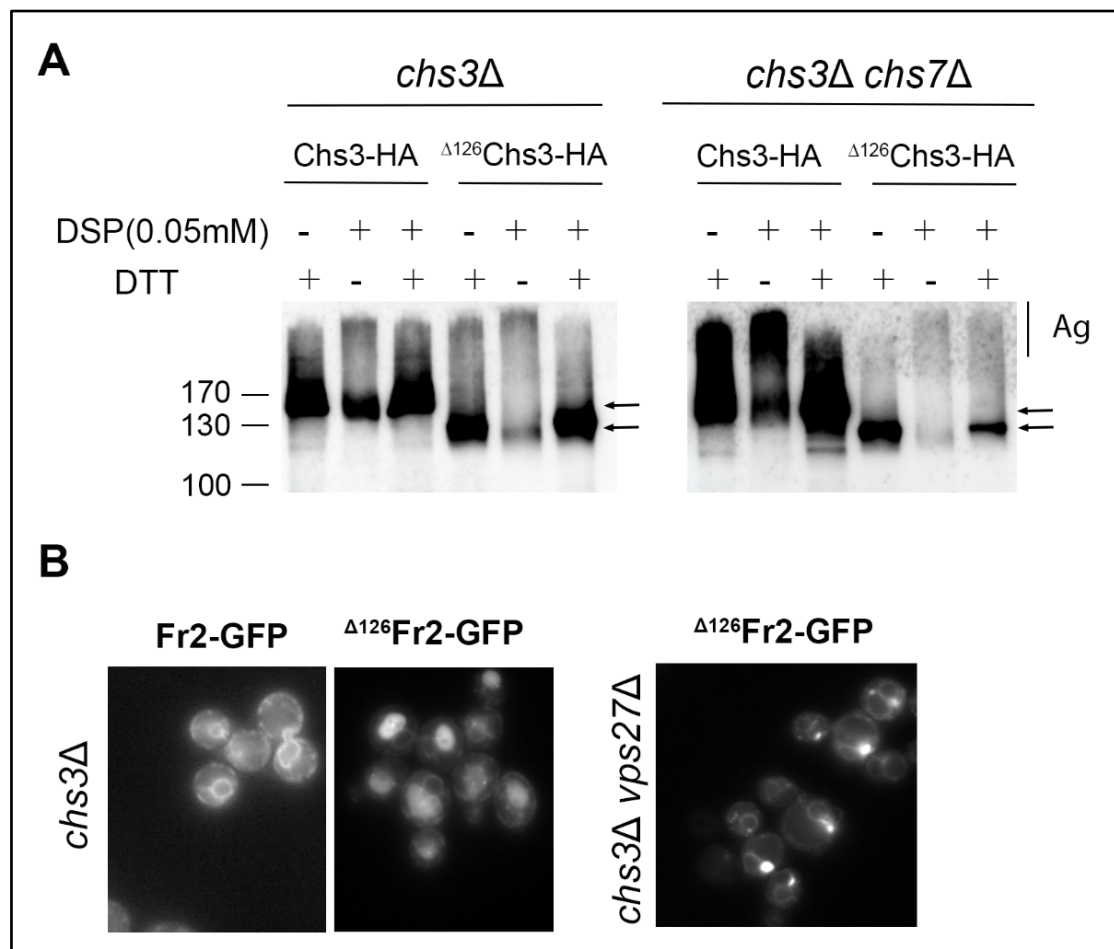 A
chs3Δ chs3Δ chs7Δ
Chs3-HA Δ126Chs3-HA Chs3-HA Δ126Chs3-HA
DSP(0.05mM) - + + - + + - + + - + +
DTT + - + + - + + - + + - +
Ag
170
130
100
B
Fr2-GFP Δ126Fr2-GFP Δ126Fr2-GFP
chs3Δ
chs3Δ vps27Δ